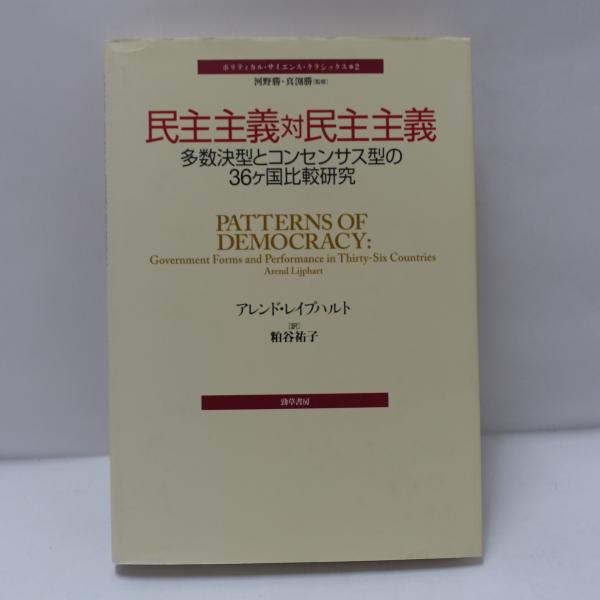 ポリティカル・サイエンス・クラシックス●2
河野勝・真渕勝[監修]
民主主義対民主主義
多数決型とコンセンサス型の
36ヶ国比較研究
PATTERNS OF
DEMOCRACY:
Government Forms and Performance in Thirty-Six Countries
Arend Lijphart
アレンド・レイプハルト
[訳]
粕谷祐子
勁草書房